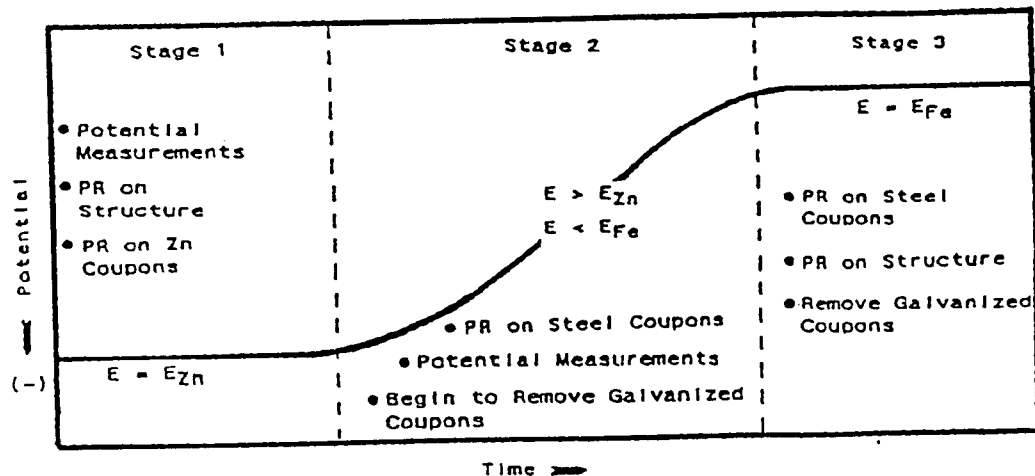 Stage 1
Stage 2
Stage 3
• Potential
Measurements
• PR on
Structure
• PR on Zn
Coupons
E = EZn
E > EZn
E < EFe
• PR on Steel Coupons
• Potential Measurements
• Begin to Remove Galvanized
Coupons
E = EFe
• PR on Steel
Coupons
• PR on Structure
• Remove Galvanized
Coupons
Potential
(-)
Time